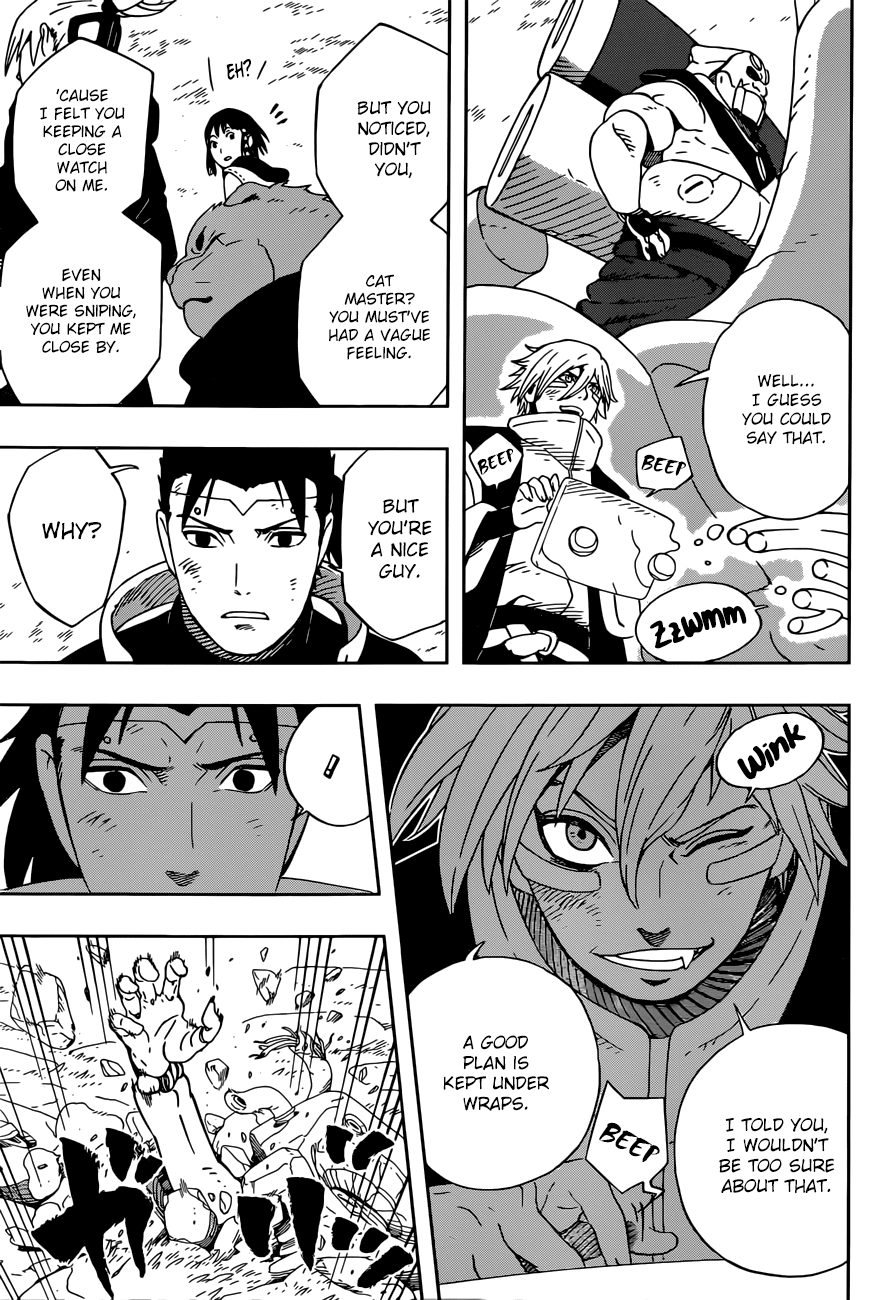 WELL...
I GUESS
YOU COULD
SAY THAT.
BEEP
BEEP
ZzWmm
BUT YOU
NOTICED,
DIDN'T
YOU,
CAT
MASTER?
YOU MUST'VE
HAD A VAGUE
FEELING.
EH?
'CAUSE
I FELT YOU
KEEPING A
CLOSE
WATCH
ON ME.
EVEN
WHEN YOU
WERE SNIPING,
YOU KEPT ME
CLOSE BY.
BUT
YOU'RE
A NICE
GUY.
WHY?
Wink
I TOLD YOU,
I WOULDN'T
BE TOO SURE
ABOUT THAT.
A GOOD
PLAN IS
KEPT UNDER
WRAPS.
BEEP
!